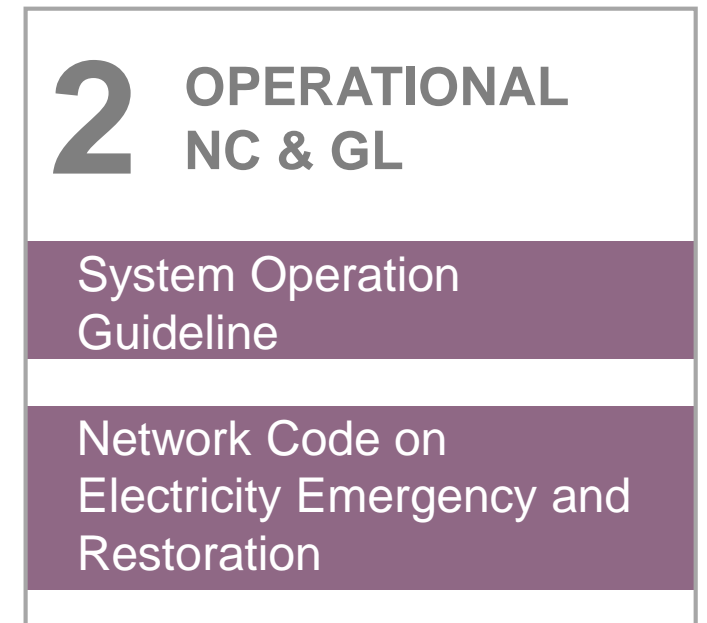 2 OPERATIONAL
NC & GL
System Operation
Guideline
Network Code on
Electricity Emergency and
Restoration